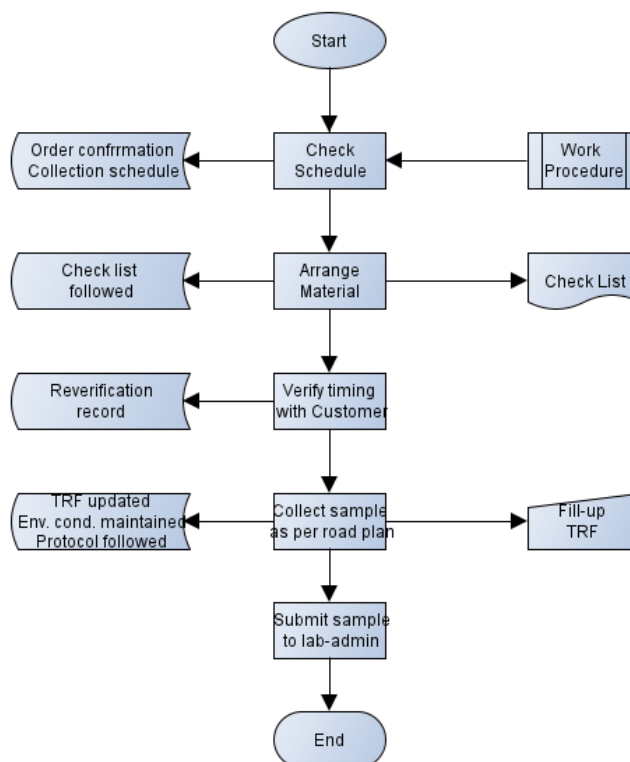 Start
Order confrrmation
Collection schedule
Check
Schedule
Work
Procedure
Check list
followed
Arrange
Material
Check List
Reverification
record
Verify timing
with Customer
TRF updated
Env. cond. maintained
Protocol followed
Collect sample
as per road plan
Fill-up
TRF
Submit sample
to lab-admin
End